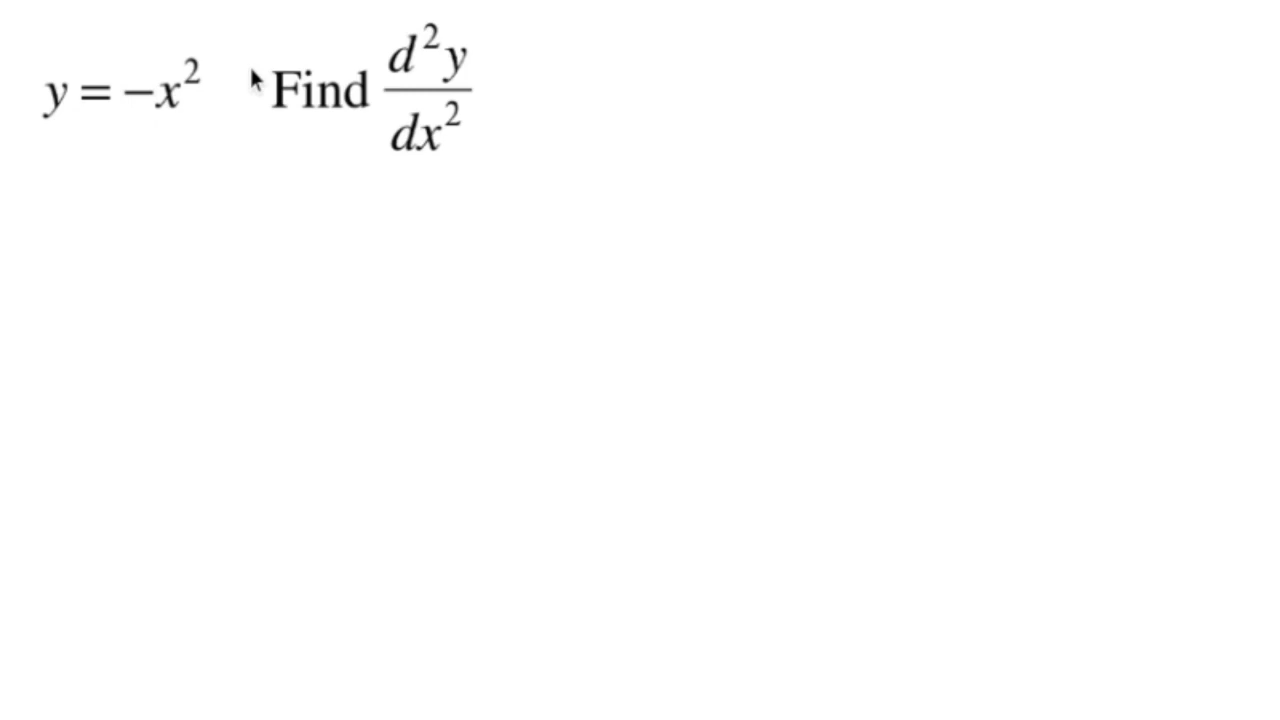 y = −x² Find d²y/dx²